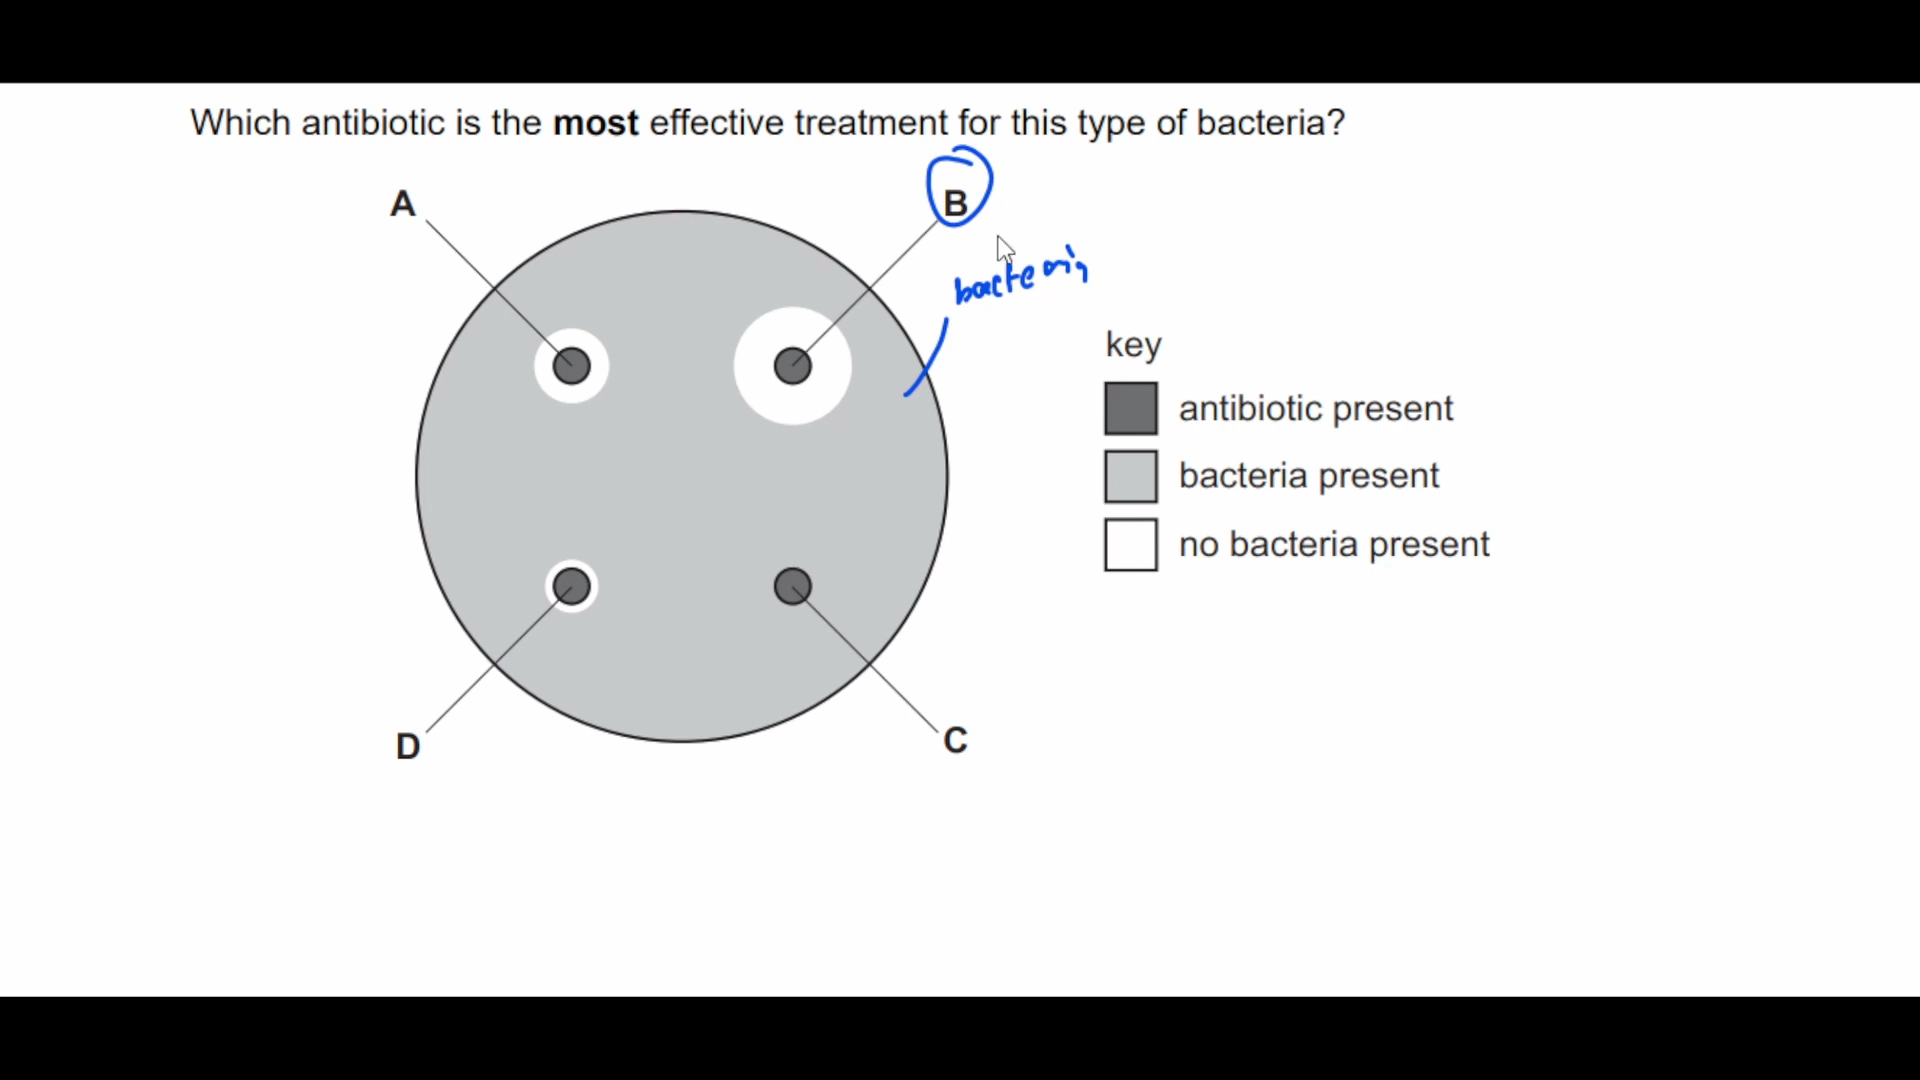 Which antibiotic is the most effective treatment for this type of bacteria?
A
B
bacteria
key
antibiotic present
bacteria present
no bacteria present
D
C